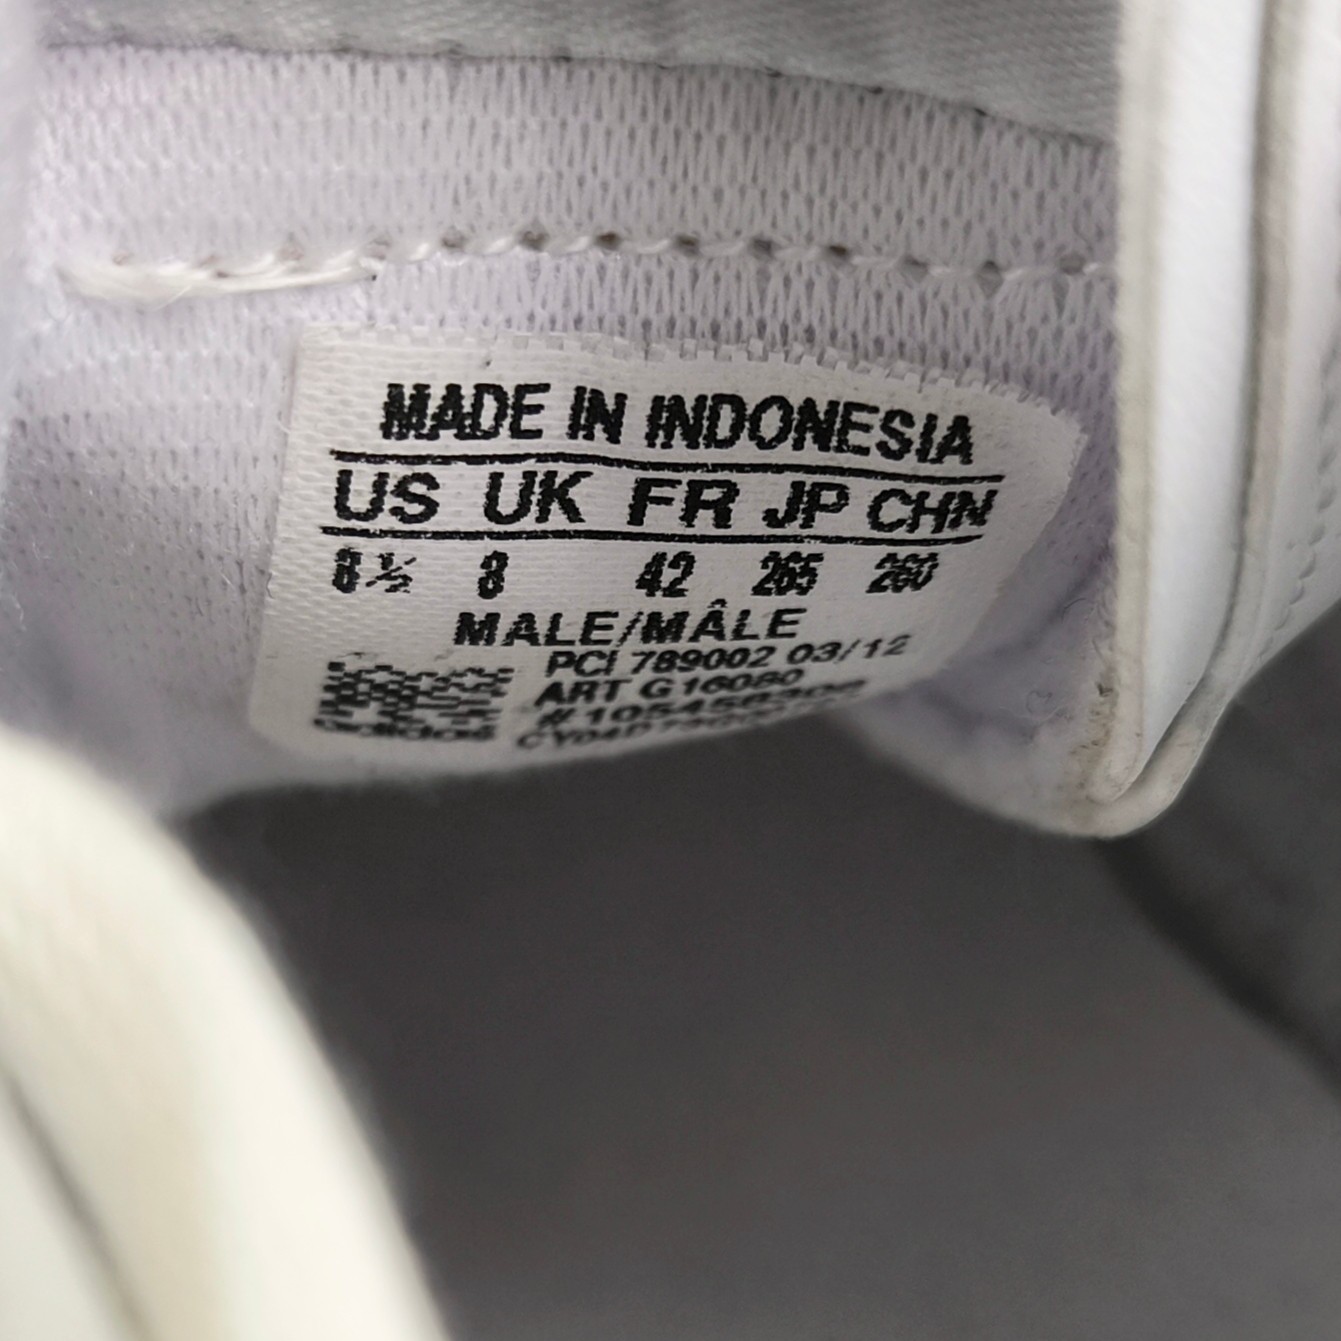 MADE IN INDONESIA
US UK FR JP CHN
8½ 8 42 265 260
MALE/MÂLE
PCI 789002 03/12
ART G16080
adidas